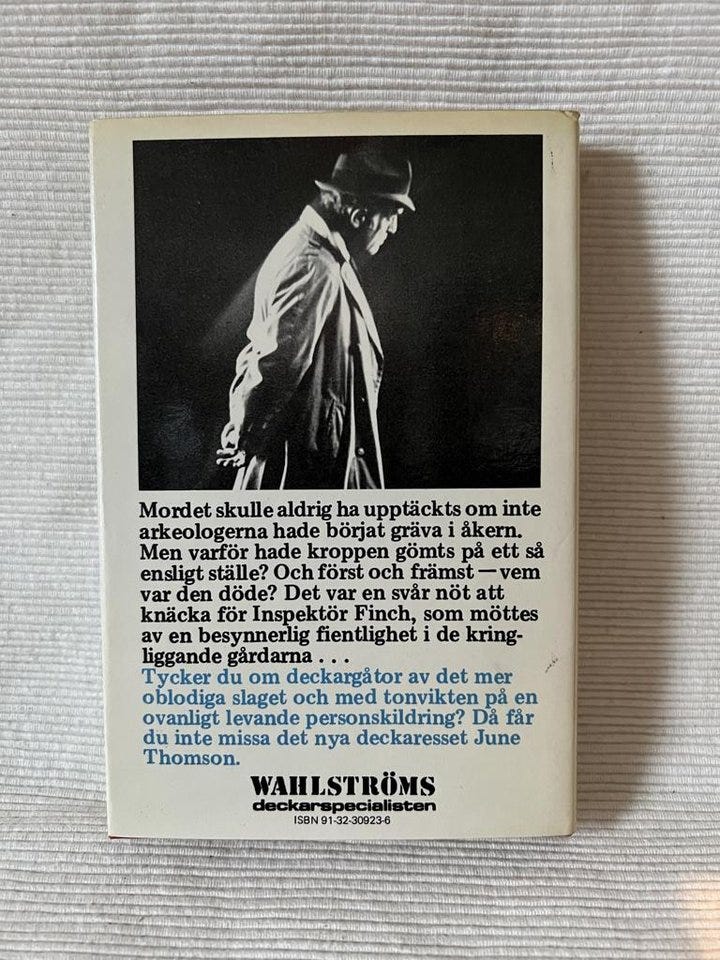 Mordet skulle aldrig ha upptäckts om inte
arkeologerna hade börjat gräva i åkern.
Men varför hade kroppen gömts på ett så
ensligt ställe? Och först och främst — vem
var den döde? Det var en svår nöt att
knäcka för Inspektör Finch, som möttes
av en besynnerlig fientlighet i de kring-
liggande gårdarna . . .
Tycker du om deckargåtor av det mer
oblodiga slaget och med tonvikten på en
ovanligt levande personskildring? Då får
du inte missa det nya deckaresset June
Thomson.
WAHLSTRÖMS
deckarspecialisten
ISBN 91-32-30923-6